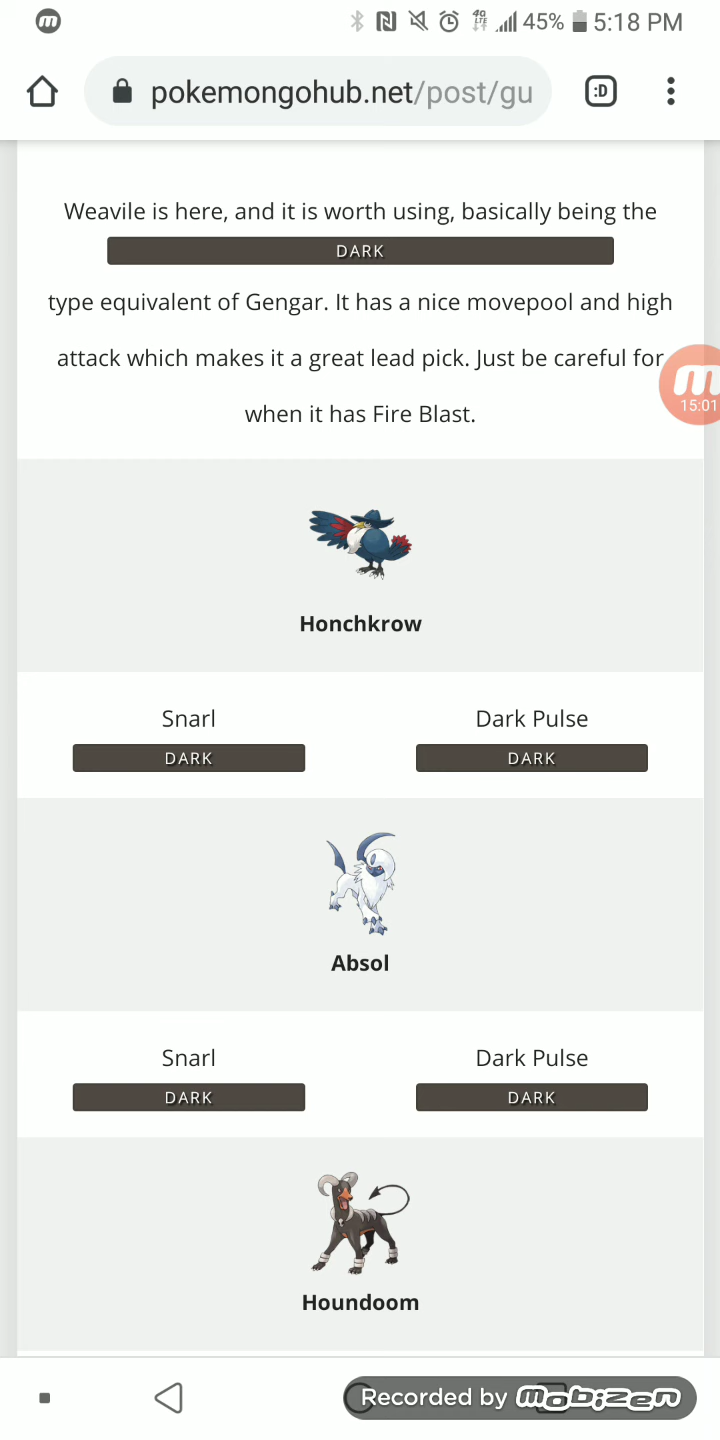 m 4G LTE 45% 5:18 PM
pokemongohub.net/post/gu :D
Weavile is here, and it is worth using, basically being the
DARK
type equivalent of Gengar. It has a nice movepool and high
attack which makes it a great lead pick. Just be careful for
m
15:01
when it has Fire Blast.
Honchkrow
Snarl Dark Pulse
DARK DARK
Absol
Snarl Dark Pulse
DARK DARK
Houndoom
Recorded by mobizen